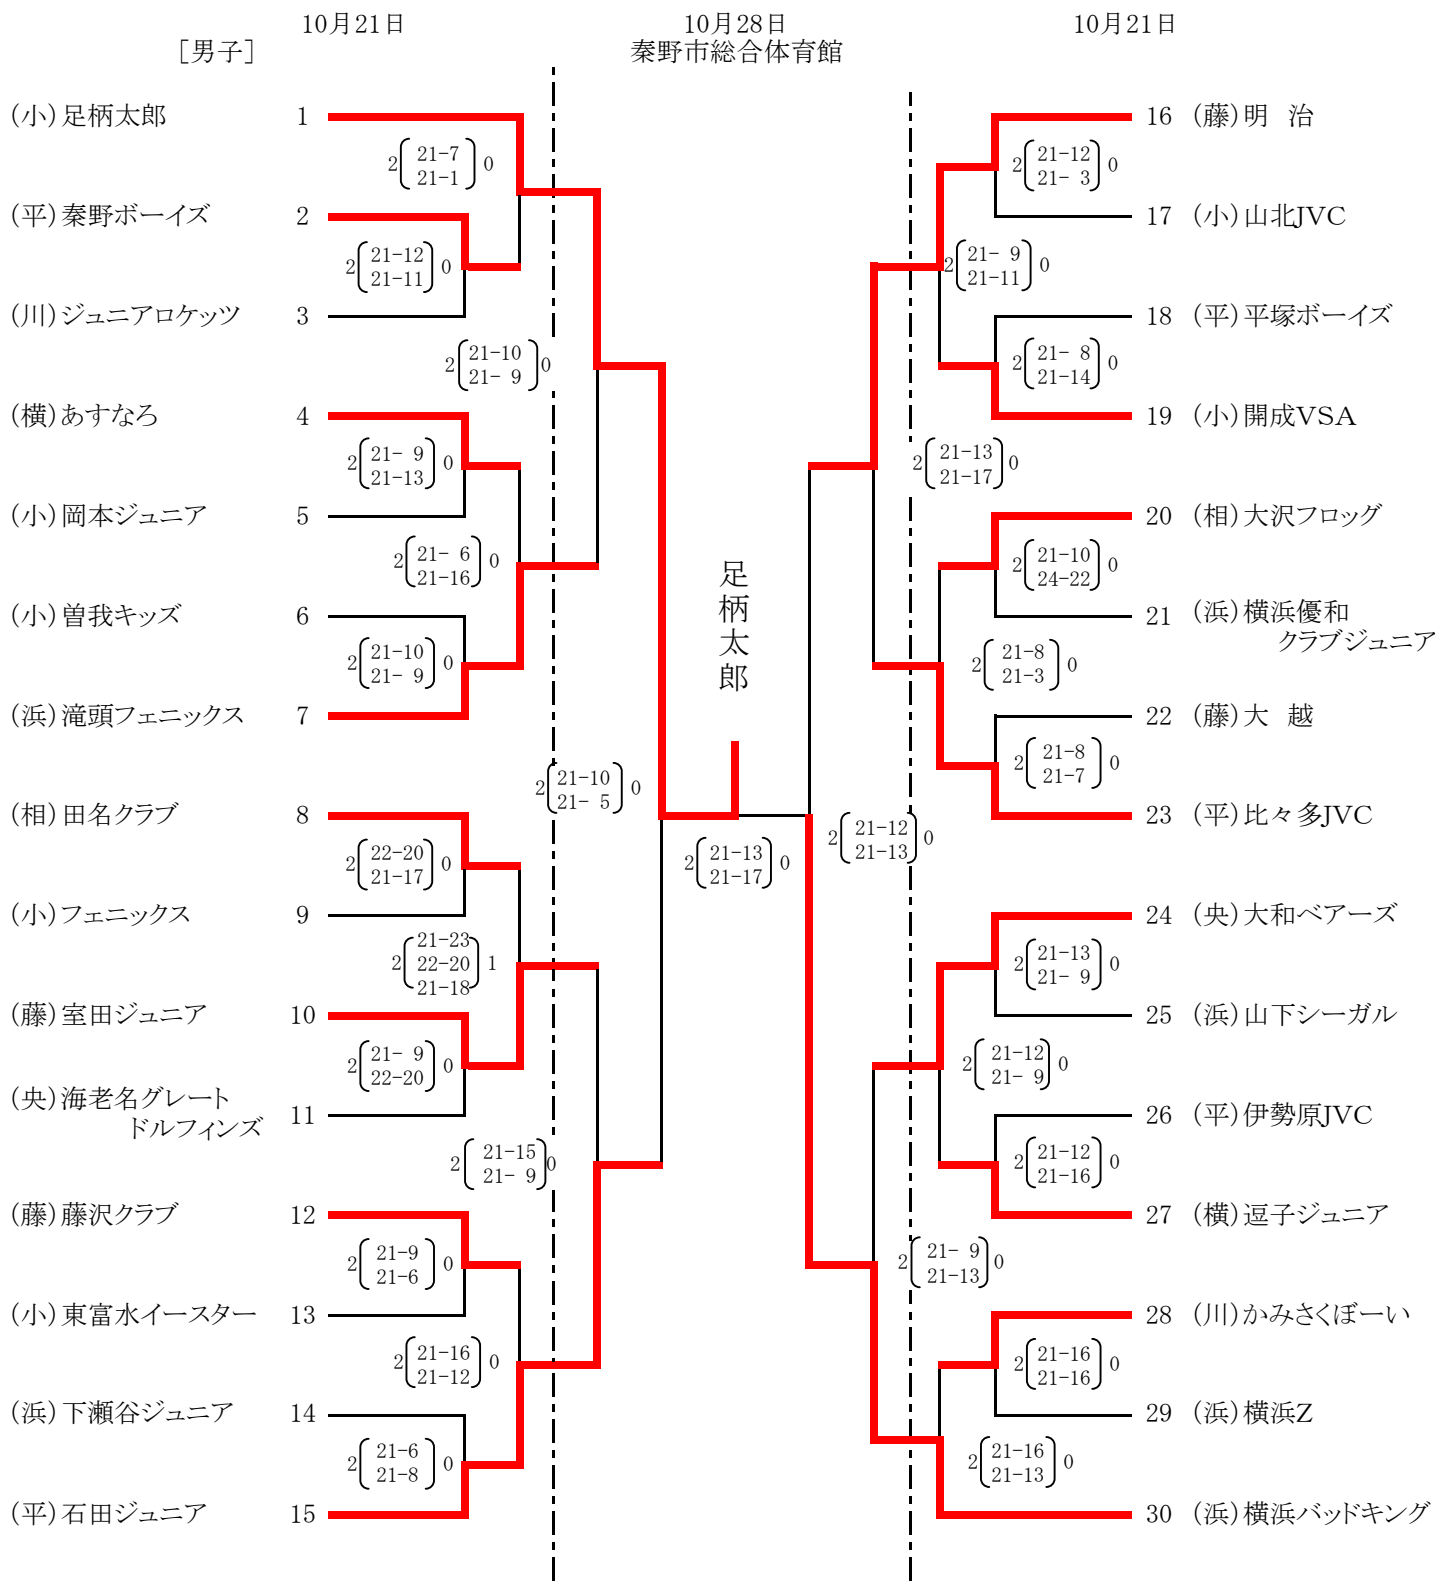 10月21日
10月28日
10月21日
［男子］
秦野市総合体育館
(小)足柄太郎 1
2 21-7 0
21-1
(平)秦野ボーイズ 2
2 21-12 0
21-11
(川)ジュニアロケッツ 3
2 21-10 0
21- 9
(横)あすなろ 4
2 21- 9 0
21-13
(小)岡本ジュニア 5
2 21- 6 0
21-16
(小)曽我キッズ 6
2 21-10 0
21- 9
(浜)滝頭フェニックス 7
2 21-10 0
21- 5
(相)田名クラブ 8
2 22-20 0
21-17
(小)フェニックス 9
21-23
2 22-20 1
21-18
(藤)室田ジュニア 10
2 21- 9 0
22-20
(央)海老名グレート
ドルフィンズ 11
2 21-15 0
21- 9
(藤)藤沢クラブ 12
2 21-9 0
21-6
(小)東富水イースター 13
2 21-16 0
21-12
(浜)下瀬谷ジュニア 14
2 21-6 0
21-8
(平)石田ジュニア 15
足柄太郎
2 21-13 0
21-17
16 (藤)明 治
2 21-12 0
21- 3
17 (小)山北JVC
2 21- 9 0
21-11
18 (平)平塚ボーイズ
2 21- 8 0
21-14
19 (小)開成VSA
2 21-13 0
21-17
20 (相)大沢フロッグ
2 21-10 0
24-22
21 (浜)横浜優和
クラブジュニア
2 21-8 0
21-3
22 (藤)大 越
2 21-8 0
21-7
23 (平)比々多JVC
2 21-12 0
21-13
24 (央)大和ベアーズ
2 21-13 0
21- 9
25 (浜)山下シーガル
2 21-12 0
21- 9
26 (平)伊勢原JVC
2 21-12 0
21-16
27 (横)逗子ジュニア
2 21- 9 0
21-13
28 (川)かみさくぼーい
2 21-16 0
21-16
29 (浜)横浜Z
2 21-16 0
21-13
30 (浜)横浜バッドキング